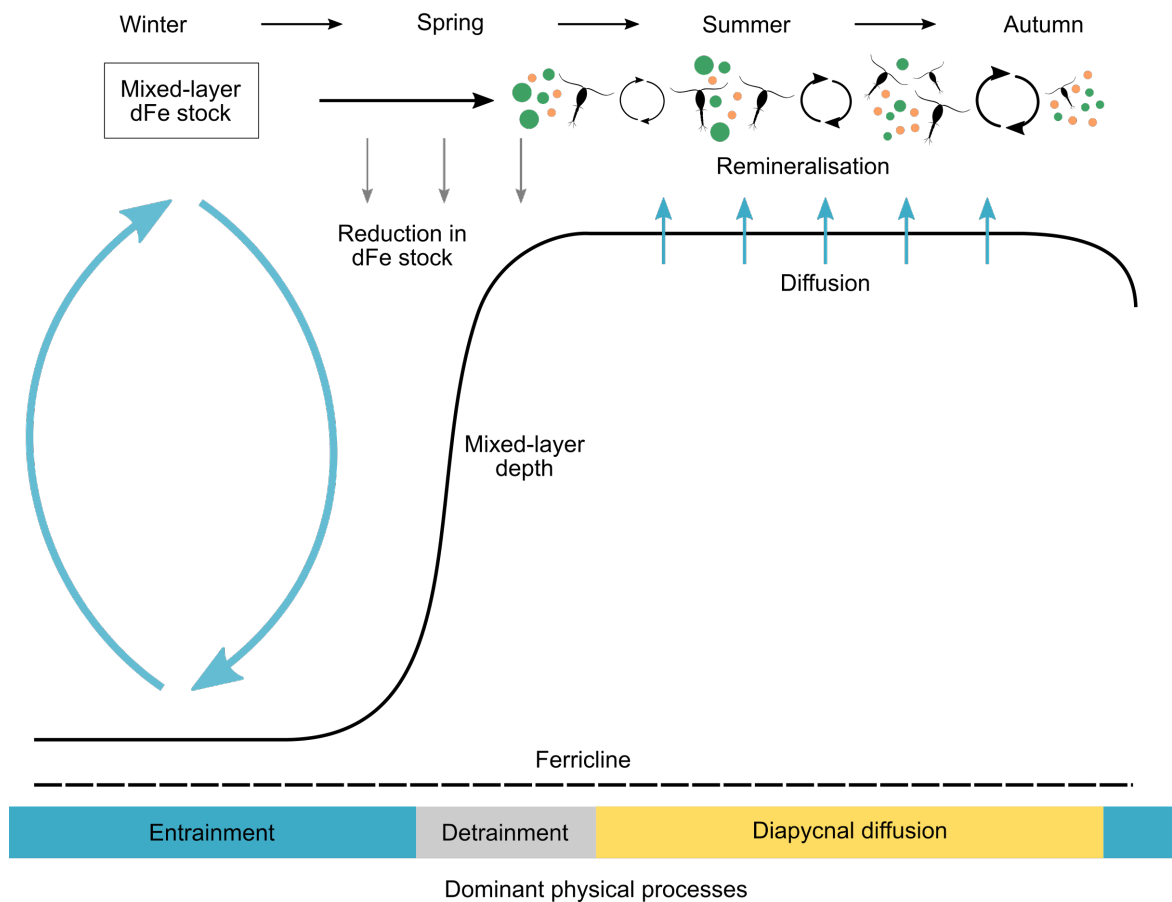 Winter
Spring
Summer
Autumn
Mixed-layer
dFe stock
Remineralisation
Reduction in
dFe stock
Diffusion
Mixed-layer
depth
Ferricline
Entrainment
Detrainment
Diapycnal diffusion
Dominant physical processes